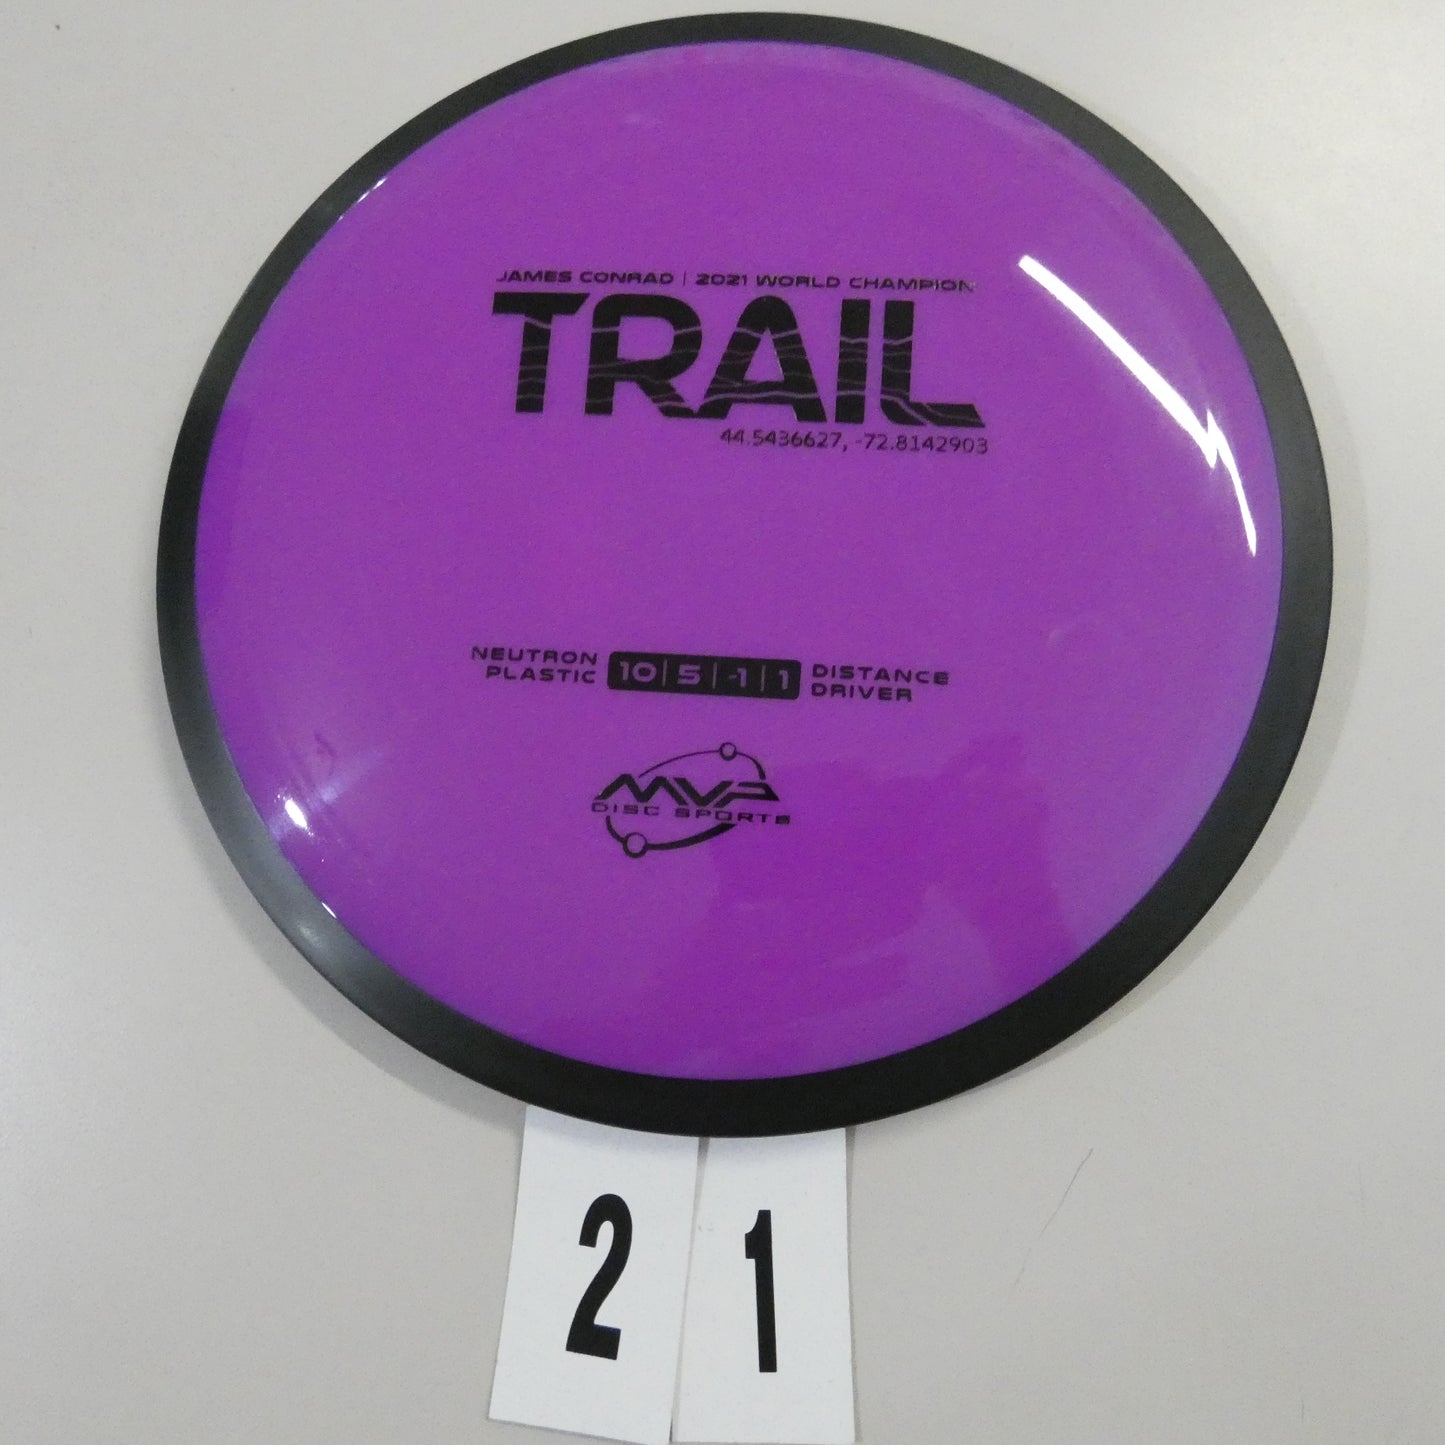 JAMES CONRAD | 2021 WORLD CHAMPION
TRAIL
44.5436627, -72.8142903
NEUTRON PLASTIC
10 | 5 | -1 | 1
DISTANCE DRIVER
MVP
DISC SPORTS
2 1